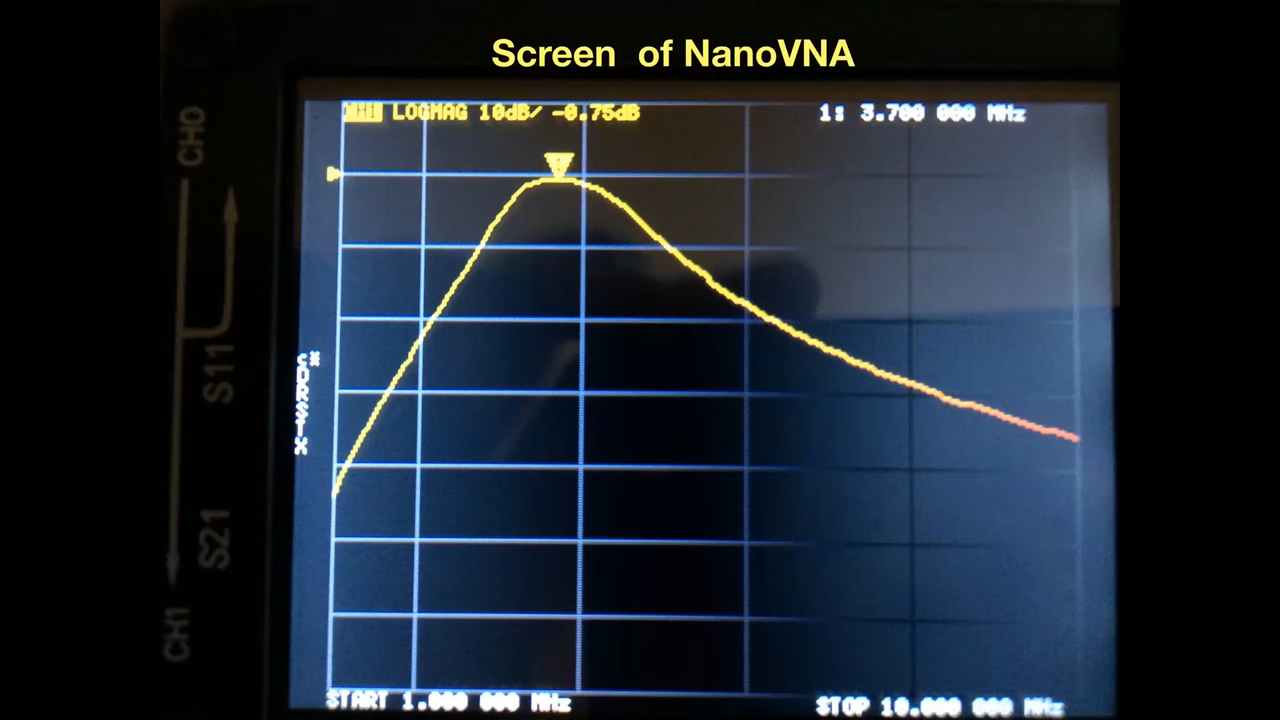 Screen of NanoVNA
LOGMAG 10dB/ -0.75dB
1: 3.700 000 MHz
CH0
S11
S21
CH1
START 1.000 000 MHz
STOP 10.000 000 MHz